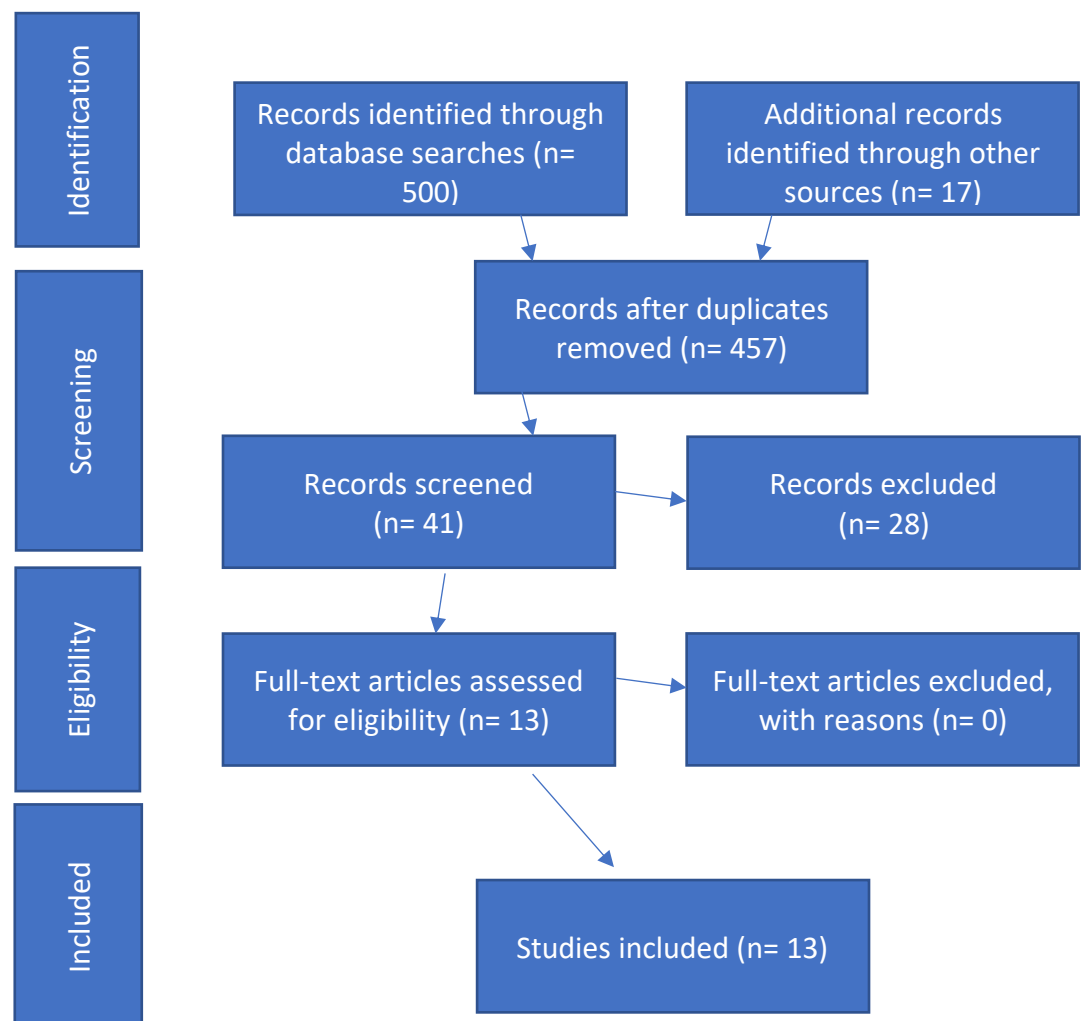 Identification
Records identified through
database searches (n=
500)
Additional records
identified through other
sources (n= 17)
Screening
Records after duplicates
removed (n= 457)
Records screened
(n= 41)
Records excluded
(n= 28)
Eligibility
Full-text articles assessed
for eligibility (n= 13)
Full-text articles excluded,
with reasons (n= 0)
Included
Studies included (n= 13)